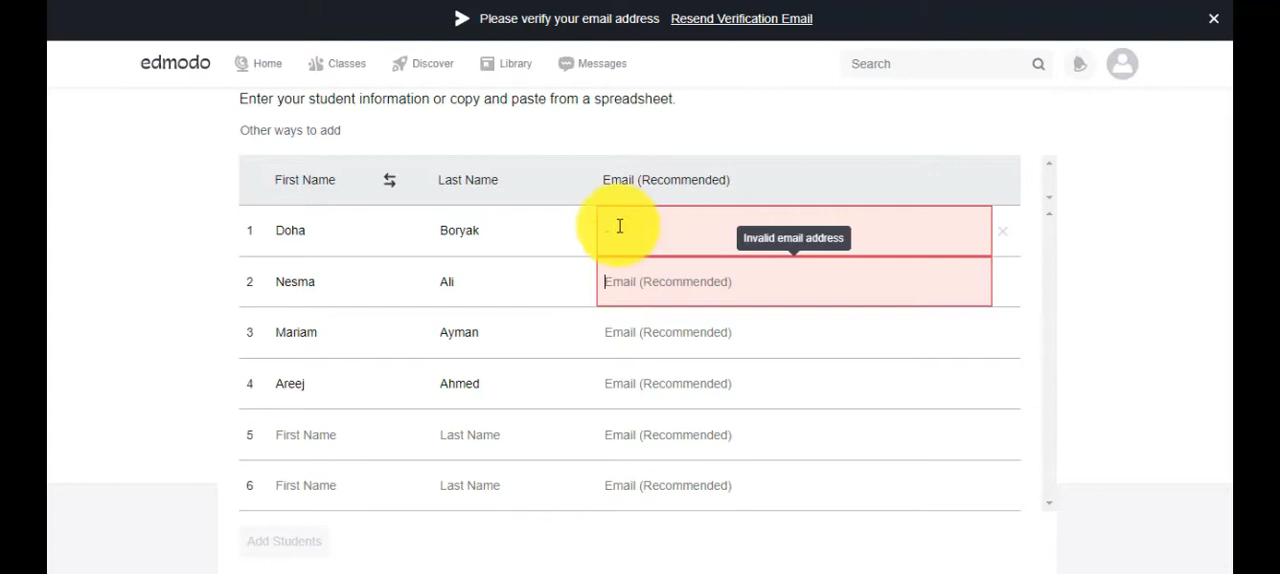 Please verify your email address Resend Verification Email
edmodo Home Classes Discover Library Messages Search
Enter your student information or copy and paste from a spreadsheet.
Other ways to add
First Name Last Name Email (Recommended)
1 Doha Boryak -
Invalid email address
2 Nesma Ali Email (Recommended)
3 Mariam Ayman Email (Recommended)
4 Areej Ahmed Email (Recommended)
5 First Name Last Name Email (Recommended)
6 First Name Last Name Email (Recommended)
Add Students